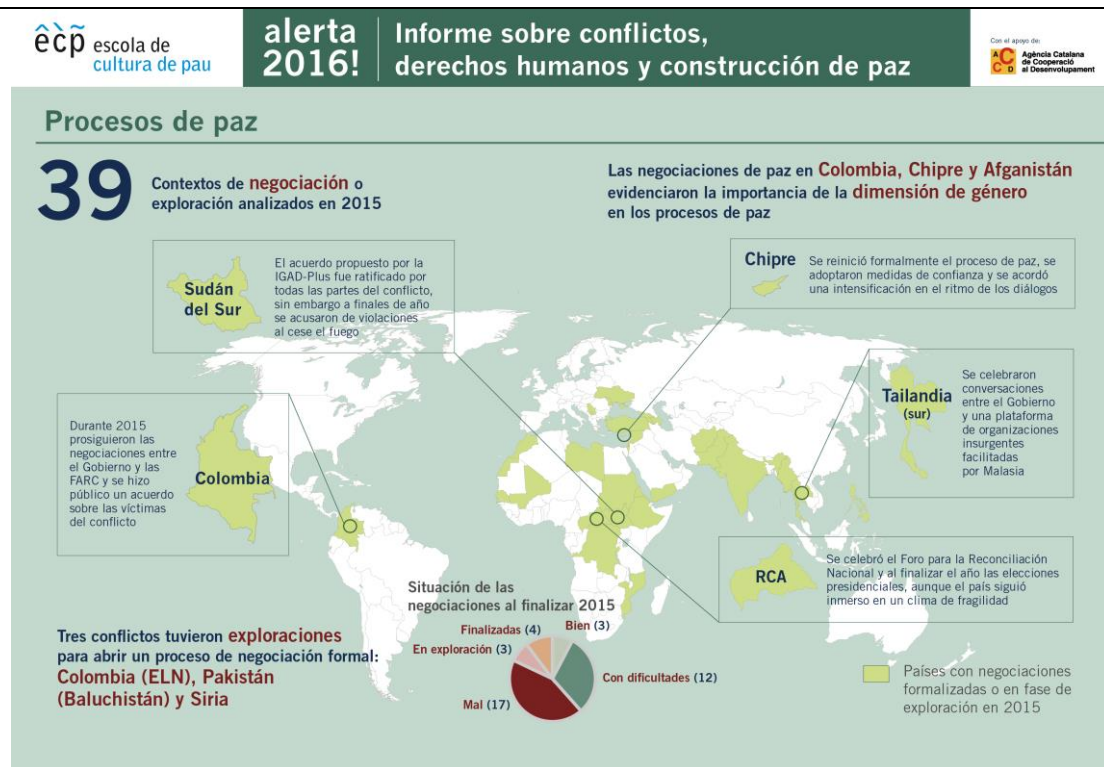 ecp escola de
cultura de pau
alerta
2016!
Informe sobre conflictos,
derechos humanos y construcción de paz
Con el apoyo de:
ACCD
Agència Catalana
de Cooperació
al Desenvolupament
Procesos de paz
39
Contextos de negociación o
exploración analizados en 2015
Las negociaciones de paz en Colombia, Chipre y Afganistán
evidenciaron la importancia de la dimensión de género
en los procesos de paz
Sudán
del Sur
El acuerdo propuesto por la
IGAD-Plus fue ratificado por
todas las partes del conflicto,
sin embargo a finales de año
se acusaron de violaciones
al cese el fuego
Chipre
Se reinició formalmente el proceso de paz, se
adoptaron medidas de confianza y se acordó
una intensificación en el ritmo de los diálogos
Tailandia
(sur)
Se celebraron
conversaciones
entre el Gobierno
y una plataforma
de organizaciones
insurgentes
facilitadas
por Malasia
Durante 2015
prosiguieron las
negociaciones entre
el Gobierno y las
FARC y se hizo
público un acuerdo
sobre las víctimas
del conflicto
Colombia
RCA
Se celebró el Foro para la Reconciliación
Nacional y al finalizar el año las elecciones
presidenciales, aunque el país siguió
inmerso en un clima de fragilidad
Situación de las
negociaciones al finalizar 2015
Finalizadas (4)
Bien (3)
En exploración (3)
Con dificultades (12)
Mal (17)
Tres conflictos tuvieron exploraciones
para abrir un proceso de negociación formal:
Colombia (ELN), Pakistán
(Baluchistán) y Siria
Países con negociaciones
formalizadas o en fase de
exploración en 2015